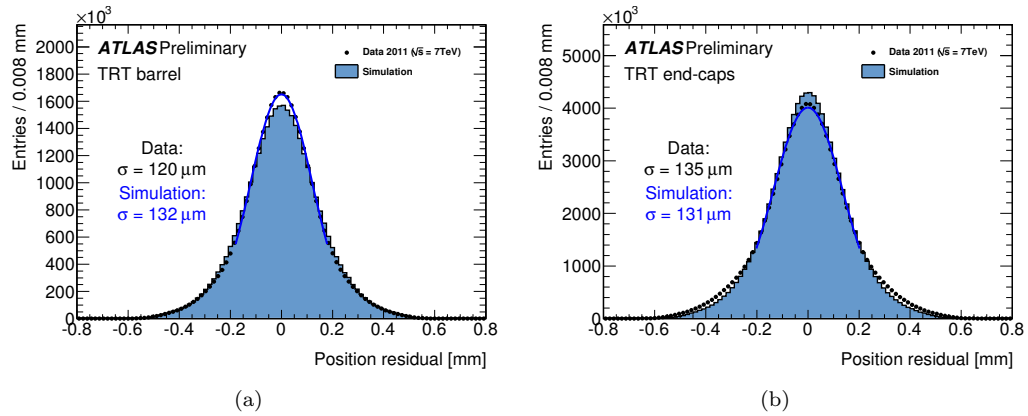 ×10³
ATLAS Preliminary
TRT barrel
Data 2011 (√s = 7TeV)
Simulation
Data:
σ = 120 μm
Simulation:
σ = 132 μm
Entries / 0.008 mm
2000
1800
1600
1400
1200
1000
800
600
400
200
0
-0.8 -0.6 -0.4 -0.2 0 0.2 0.4 0.6 0.8
Position residual [mm]
(a)
×10³
ATLAS Preliminary
TRT end-caps
Data 2011 (√s = 7TeV)
Simulation
Data:
σ = 135 μm
Simulation:
σ = 131 μm
Entries / 0.008 mm
5000
4000
3000
2000
1000
0
-0.8 -0.6 -0.4 -0.2 0 0.2 0.4 0.6 0.8
Position residual [mm]
(b)